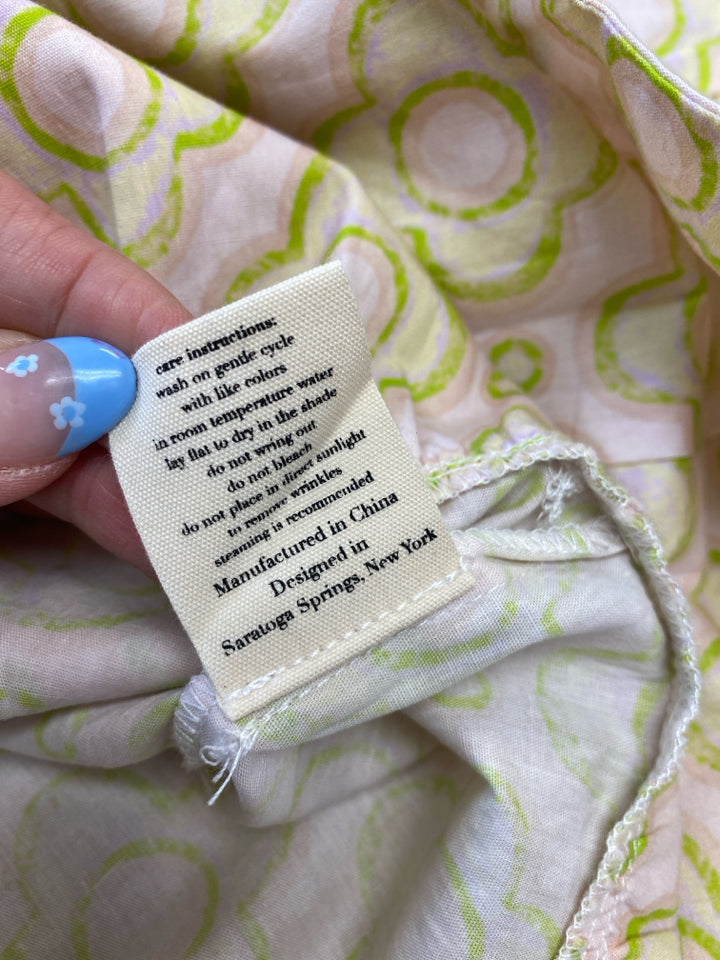 care instructions:
wash on gentle cycle
with like colors
in room temperature water
lay flat to dry in the shade
do not wring out
do not bleach
do not place in direct sunlight
to remove wrinkles
steaming is recommended
Manufactured in China
Designed in
Saratoga Springs, New York